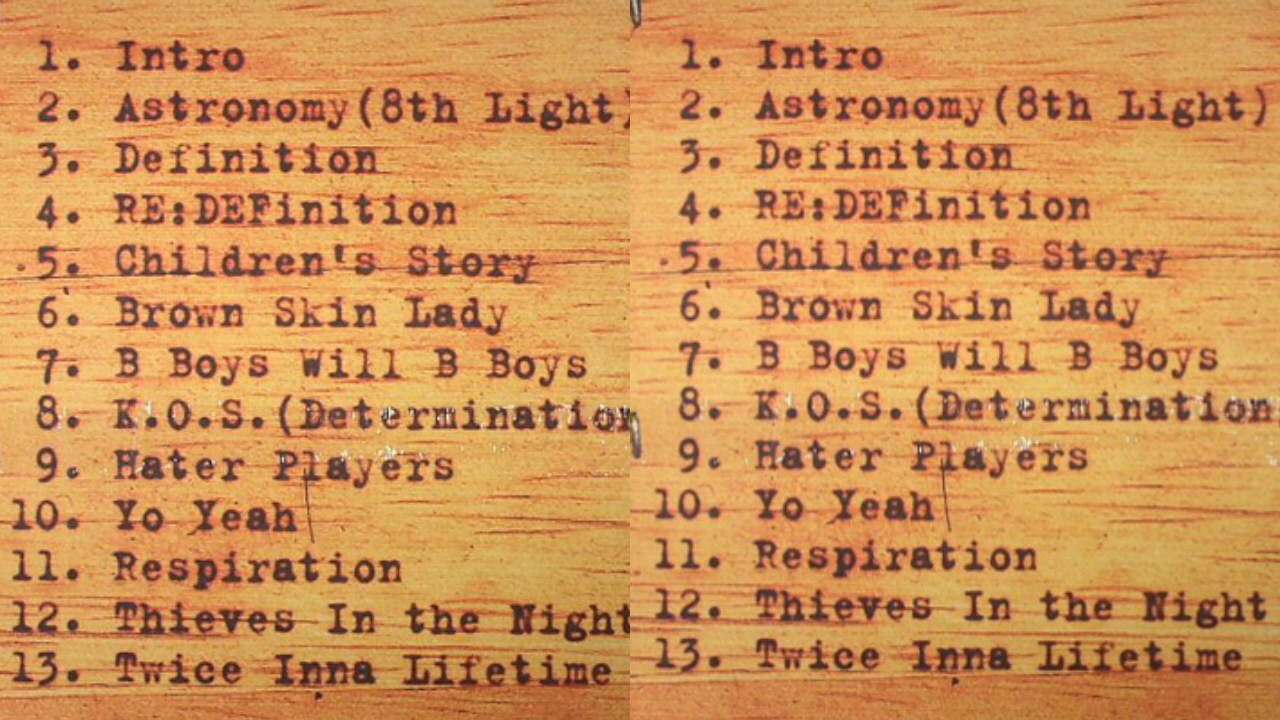 1. Intro
2. Astronomy(8th Light)
3. Definition
4. RE:DEFinition
5. Children's Story
6. Brown Skin Lady
7. B Boys Will B Boys
8. K.O.S.(Determination
9. Hater Players
10. Yo Yeah
11. Respiration
12. Thieves In the Night
13. Twice Inna Lifetime
1. Intro
2. Astronomy(8th Light)
3. Definition
4. RE:DEFinition
5. Children's Story
6. Brown Skin Lady
7. B Boys Will B Boys
8. K.O.S.(Determination
9. Hater Players
10. Yo Yeah
11. Respiration
12. Thieves In the Night
13. Twice Inna Lifetime